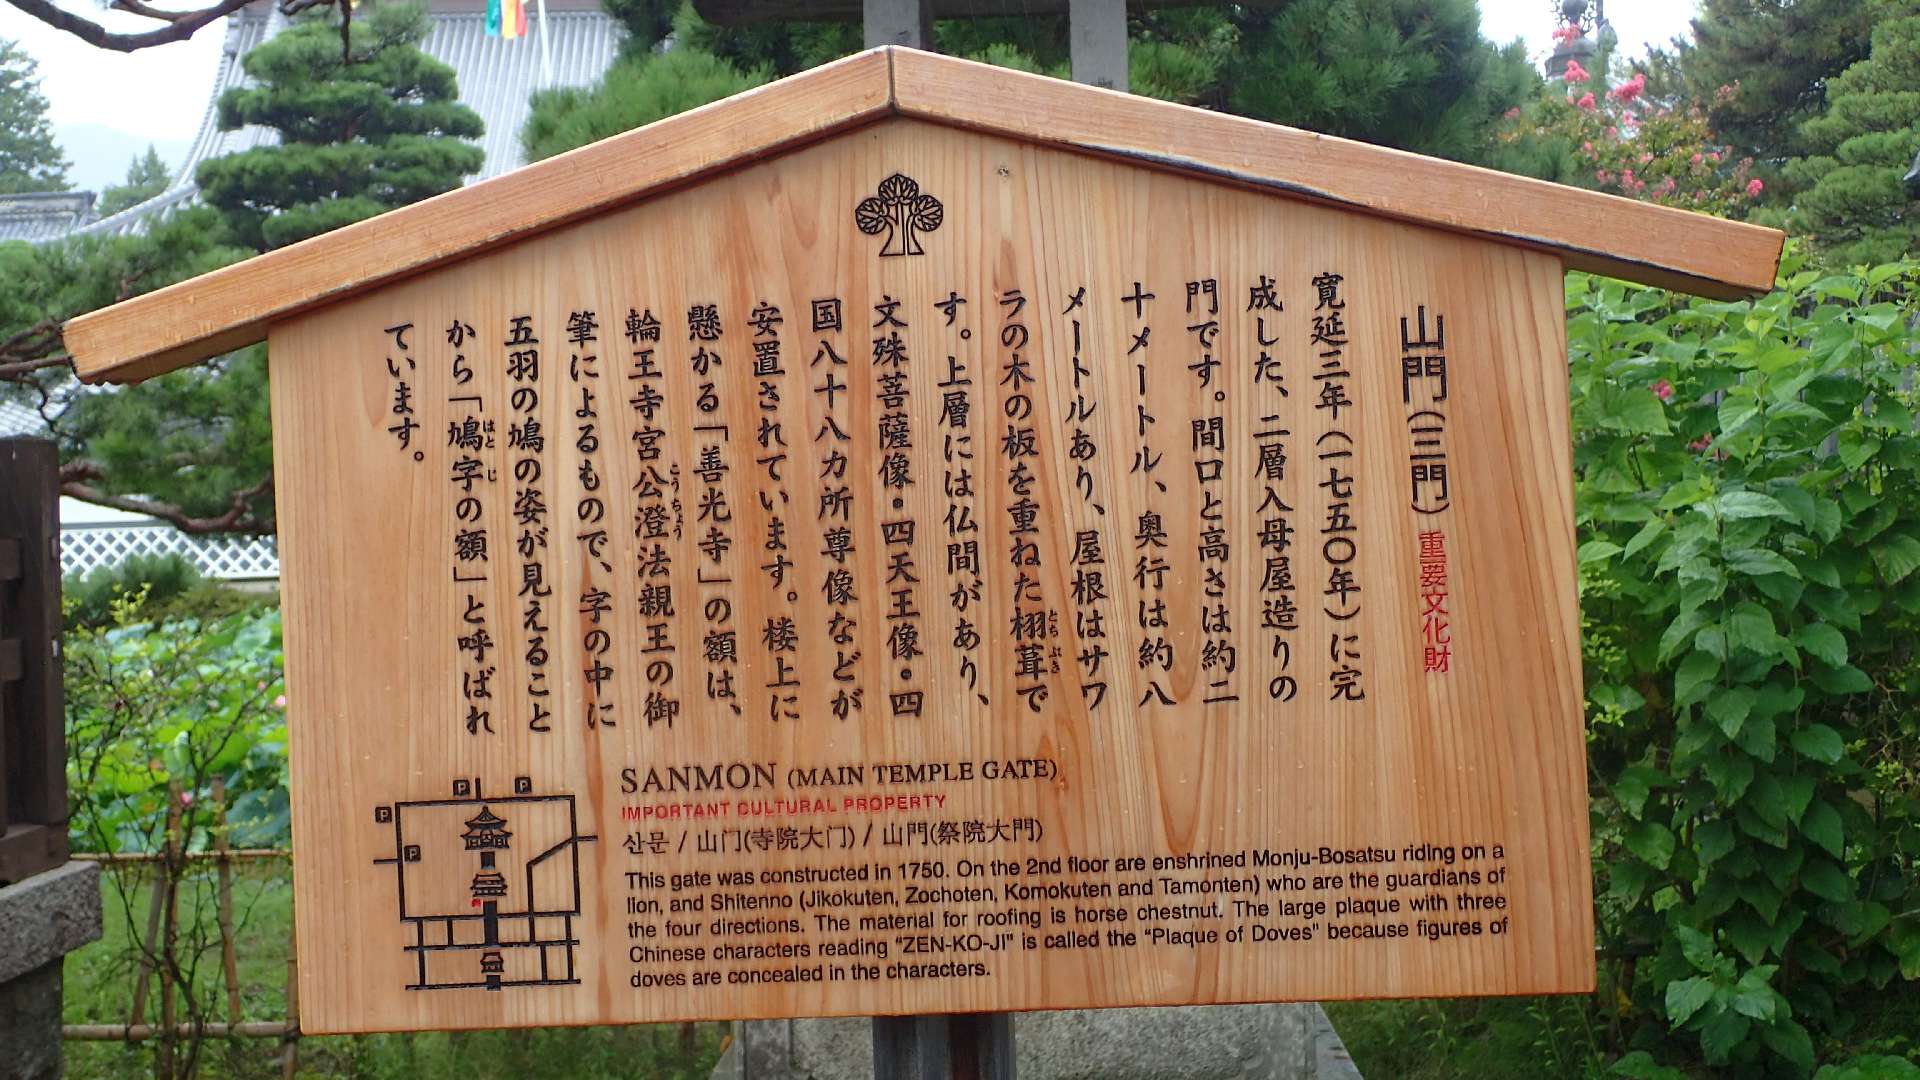 山門（三門）重要文化財
寛延三年（一七五〇年）に完
成した、二層入母屋造りの
門です。間口と高さは約二
十メートル、奥行は約八
メートルあり、屋根はサワ
ラの木の板を重ねた栩葺で
とち ぶき
す。上層には仏間があり、
文殊菩薩像・四天王像・四
国八十八カ所尊像などが
安置されています。楼上に
懸かる「善光寺」の額は、
輪王寺宮公澄法親王の御
こうちょう
筆によるもので、字の中に
五羽の鳩の姿が見えること
から「鳩字の額」と呼ばれ
はと じ
ています。
SANMON (MAIN TEMPLE GATE)
IMPORTANT CULTURAL PROPERTY
산문 / 山门(寺院大门) / 山門(祭院大門)
This gate was constructed in 1750. On the 2nd floor are enshrined Monju-Bosatsu riding on a
lion, and Shitenno (Jikokuten, Zochoten, Komokuten and Tamonten) who are the guardians of
the four directions. The material for roofing is horse chestnut. The large plaque with three
Chinese characters reading "ZEN-KO-JI" is called the "Plaque of Doves" because figures of
doves are concealed in the characters.
P
P
P
P